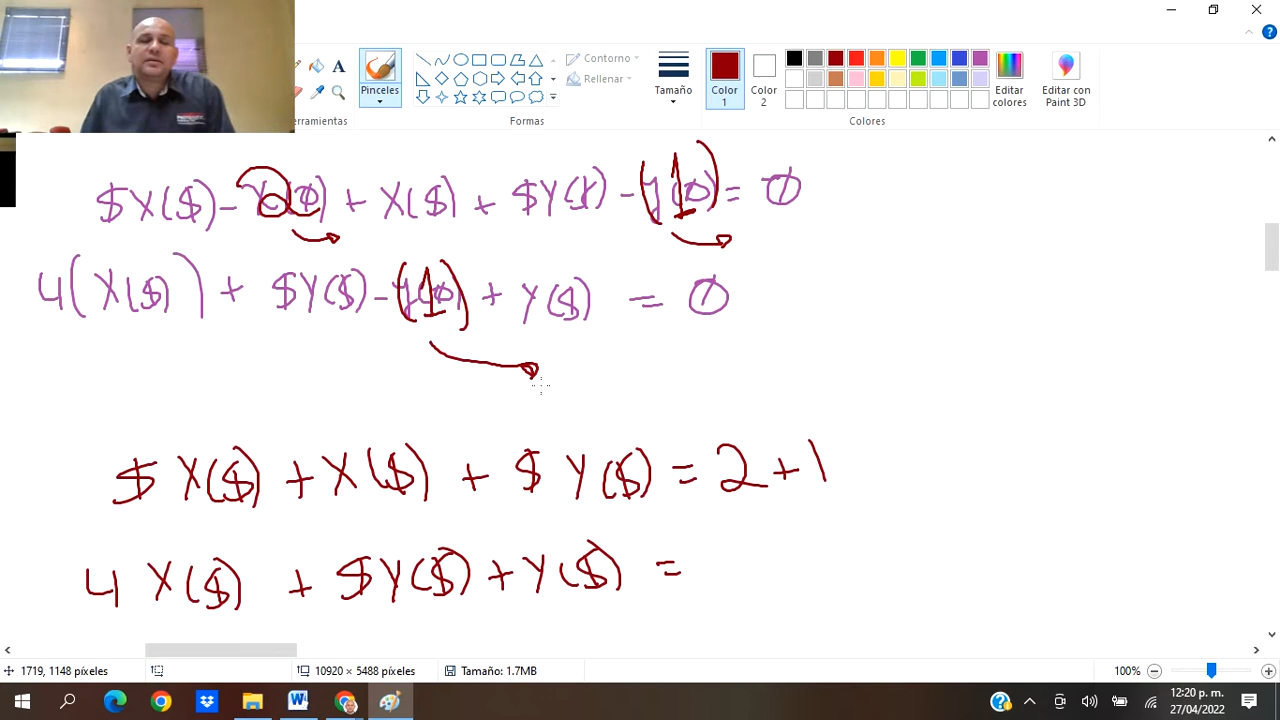 Contorno
Rellenar
Pinceles
Tamaño
Color
1
Color
2
Editar
colores
Editar con
Paint 3D
erramientas
Formas
Colores
$X($) - X(0) + X($) + $Y($) - y(0) = 0
4(X($)) + $Y($) - y(0) + Y($) = 0
$ X($) + X($) + $ Y($) = 2 + 1
4 X($) + $Y($) + Y($) =
1719, 1148 píxeles
10920 × 5488 píxeles
Tamaño: 1.7MB
100%
12:20 p. m.
27/04/2022